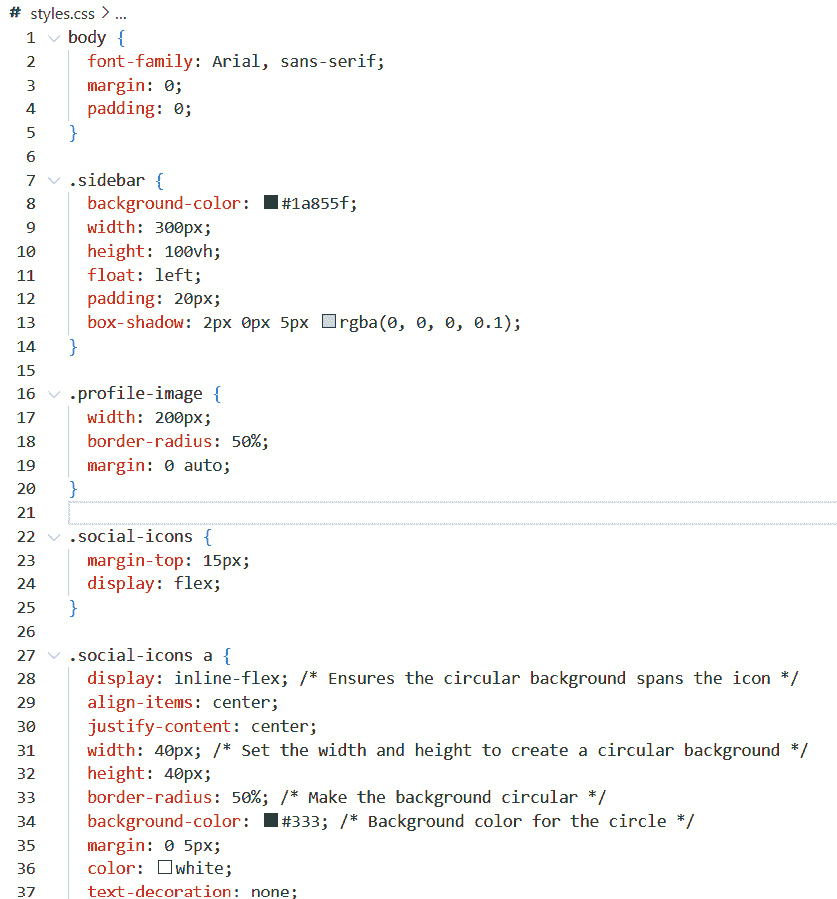 # styles.css > ...
1 body {
2 font-family: Arial, sans-serif;
3 margin: 0;
4 padding: 0;
5 }
6
7 .sidebar {
8 background-color: #1a855f;
9 width: 300px;
10 height: 100vh;
11 float: left;
12 padding: 20px;
13 box-shadow: 2px 0px 5px rgba(0, 0, 0, 0.1);
14 }
15
16 .profile-image {
17 width: 200px;
18 border-radius: 50%;
19 margin: 0 auto;
20 }
21
22 .social-icons {
23 margin-top: 15px;
24 display: flex;
25 }
26
27 .social-icons a {
28 display: inline-flex; /* Ensures the circular background spans the icon */
29 align-items: center;
30 justify-content: center;
31 width: 40px; /* Set the width and height to create a circular background */
32 height: 40px;
33 border-radius: 50%; /* Make the background circular */
34 background-color: #333; /* Background color for the circle */
35 margin: 0 5px;
36 color: white;
37 text-decoration: none;